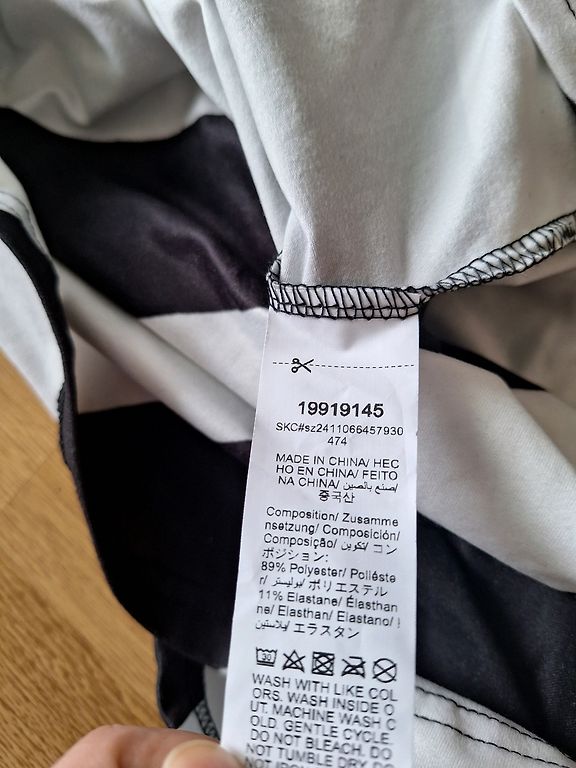 19919145
SKC#sz2411066457930
474
MADE IN CHINA/ HEC
HO EN CHINA/ FEITO
NA CHINA/ صنع بالصين/
중국산
Composition/ Zusamme
nsetzung/ Composición/
Composição/ تكوين/ コン
ポジション:
89% Polyester/ Poliéste
r/ بوليستر/ ポリエステル
11% Elastane/ Élasthan
ne/ Elasthan/ Elastano/
إيلاستين/ エラスタン
30
WASH WITH LIKE COL
ORS. WASH INSIDE O
UT. MACHINE WASH C
OLD. GENTLE CYCLE.
DO NOT BLEACH. DO
NOT TUMBLE DRY. DO